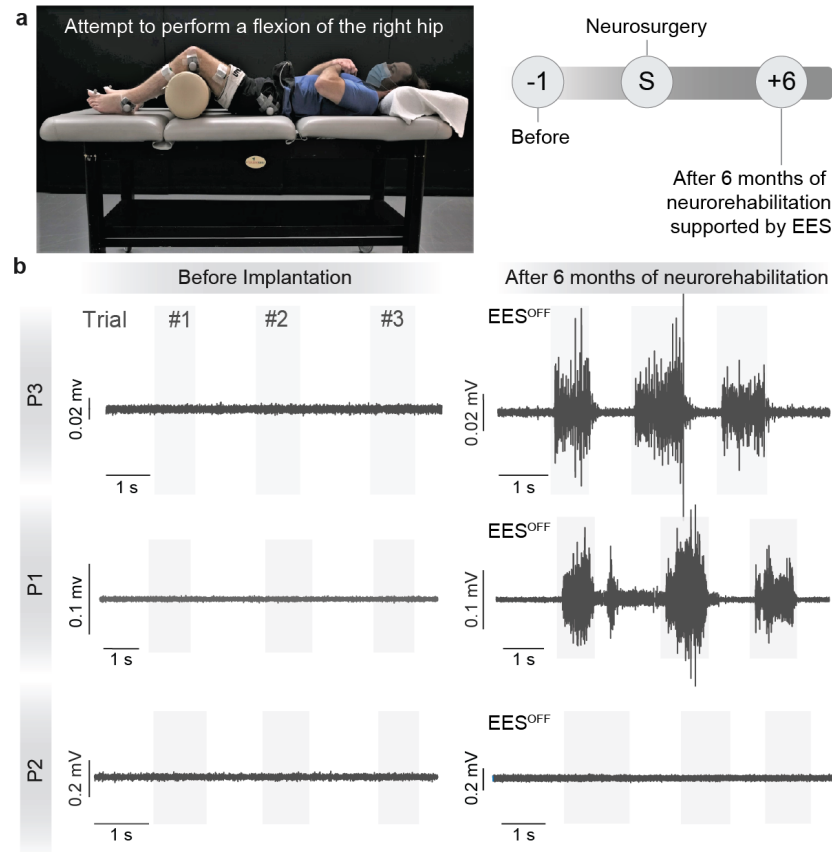 a
Attempt to perform a flexion of the right hip
Neurosurgery
-1
S
+6
Before
After 6 months of
neurorehabilitation
supported by EES
b
Before Implantation
After 6 months of neurorehabilitation
P3
Trial
#1
#2
#3
0.02 mv
1 s
EESOFF
0.02 mV
1 s
P1
0.1 mv
1 s
EESOFF
0.1 mV
1 s
P2
0.2 mV
1 s
EESOFF
0.2 mV
1 s